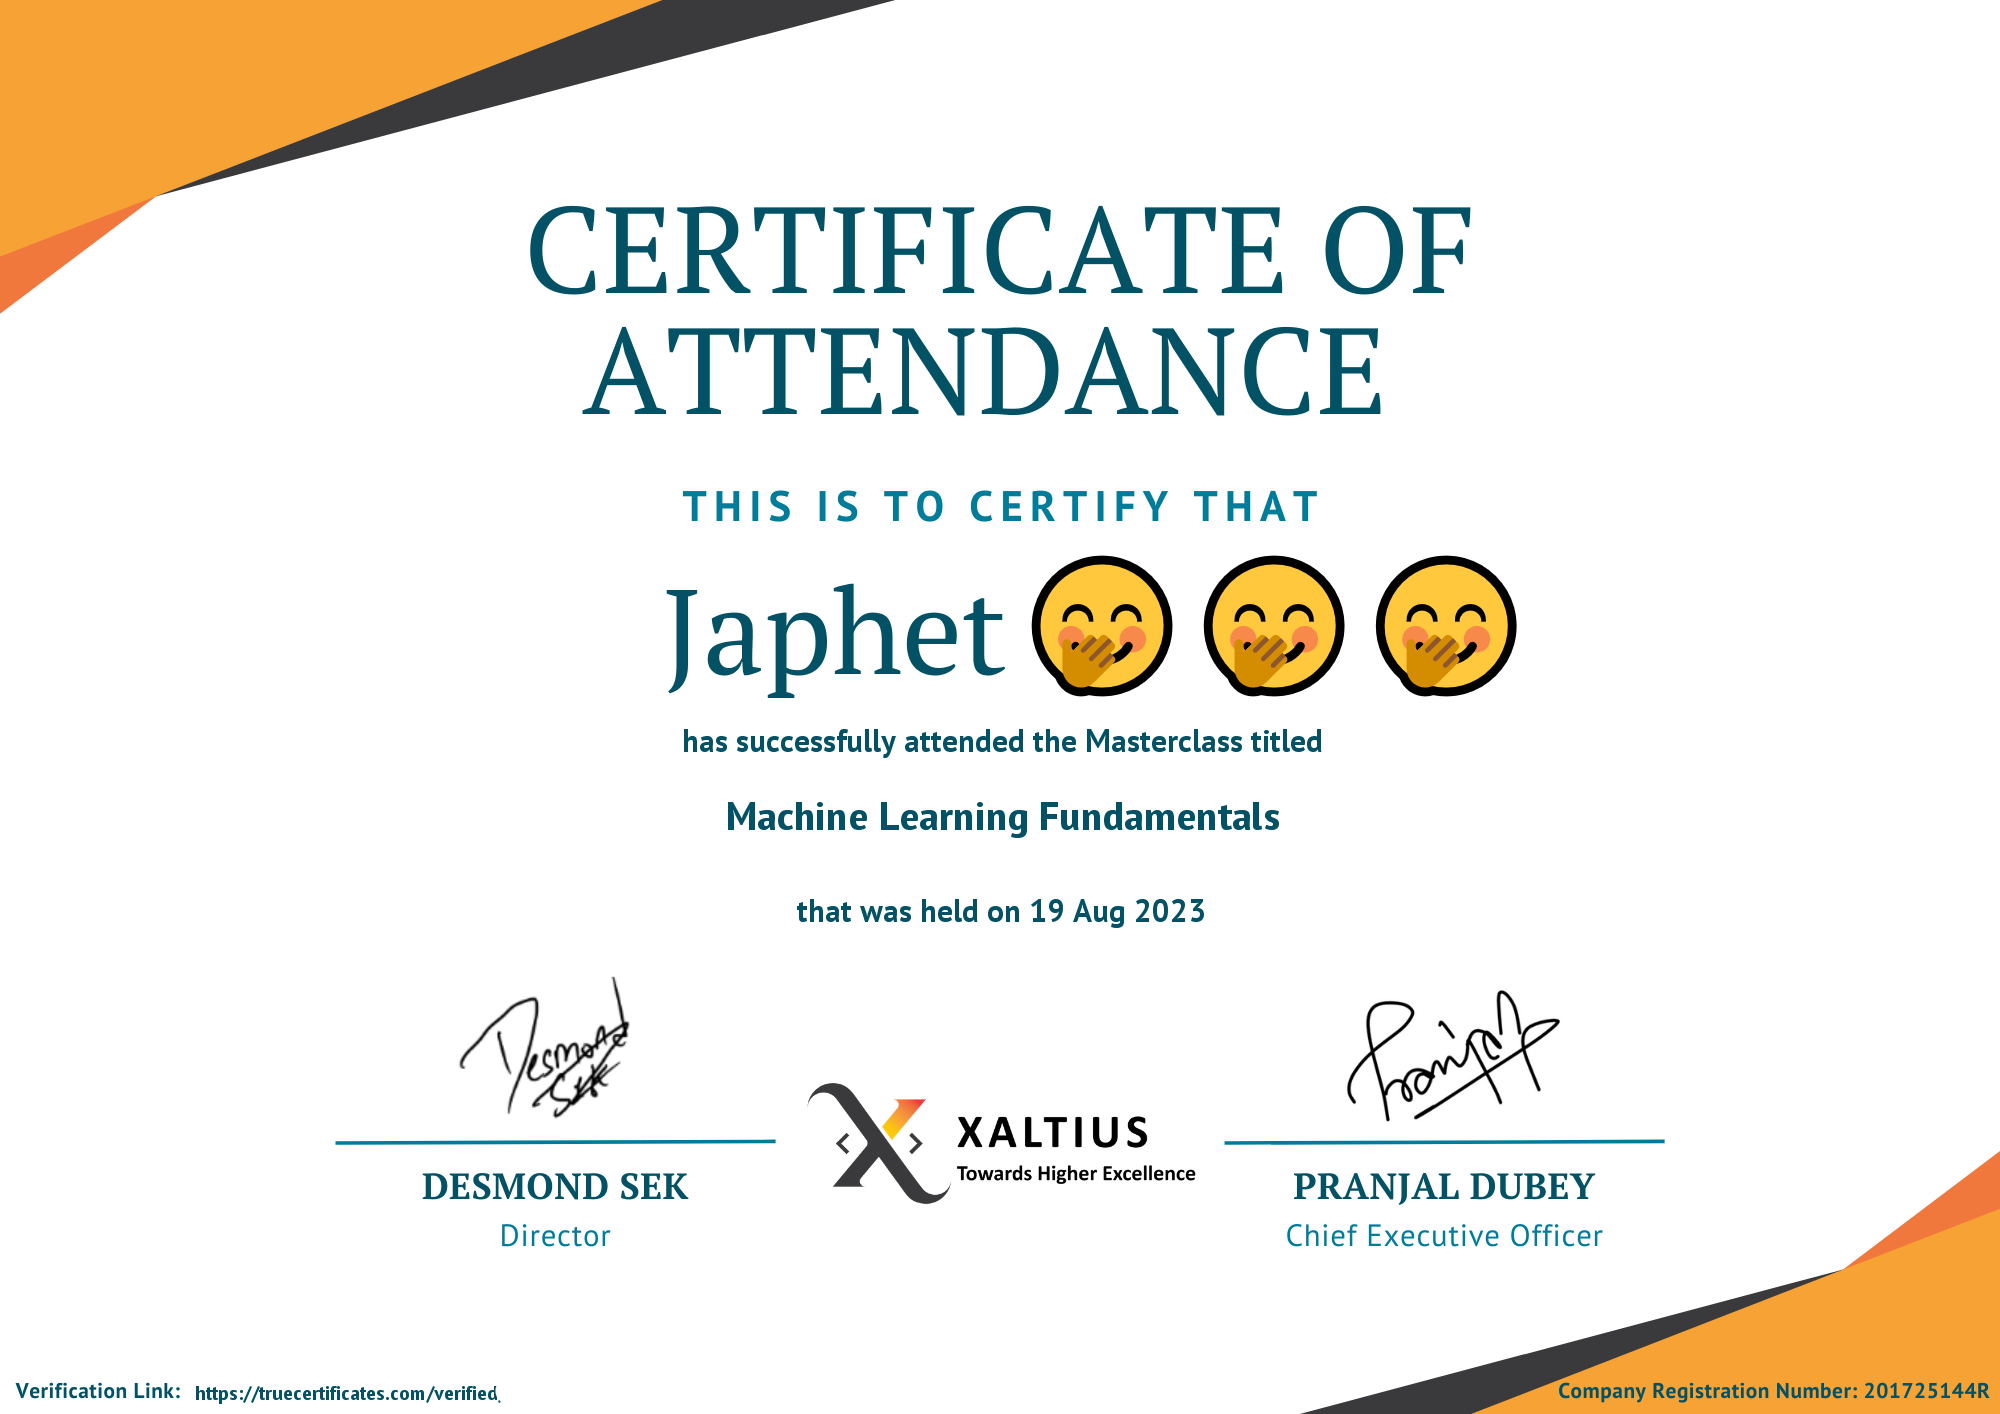 CERTIFICATE OF
ATTENDANCE
THIS IS TO CERTIFY THAT
Japhet 🤭 🤭 🤭
has successfully attended the Masterclass titled
Machine Learning Fundamentals
that was held on 19 Aug 2023
Desmond
Sek
Pranjal
XALTIUS
Towards Higher Excellence
DESMOND SEK
Director
PRANJAL DUBEY
Chief Executive Officer
Verification Link: https://truecertificates.com/verified
Company Registration Number: 201725144R